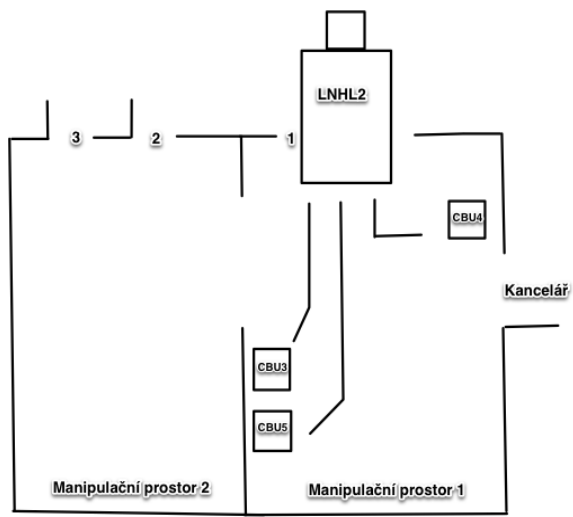 LNHL2
3
2
1
CBU4
Kancelář
CBU3
CBU5
Manipulační prostor 2
Manipulační prostor 1